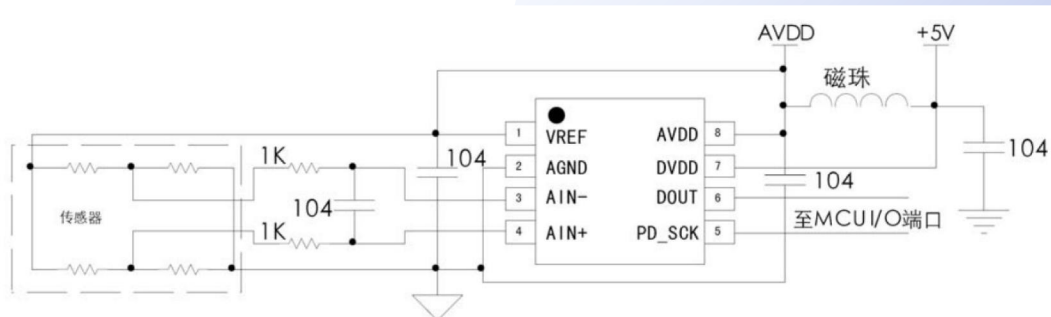 AVDD
+5V
磁珠
1 VREF AVDD 8
1K 104 2 AGND DVDD 7 104
104 3 AIN- DOUT 6 104
传感器
1K 4 AIN+ PD_SCK 5 至MCUI/O端口